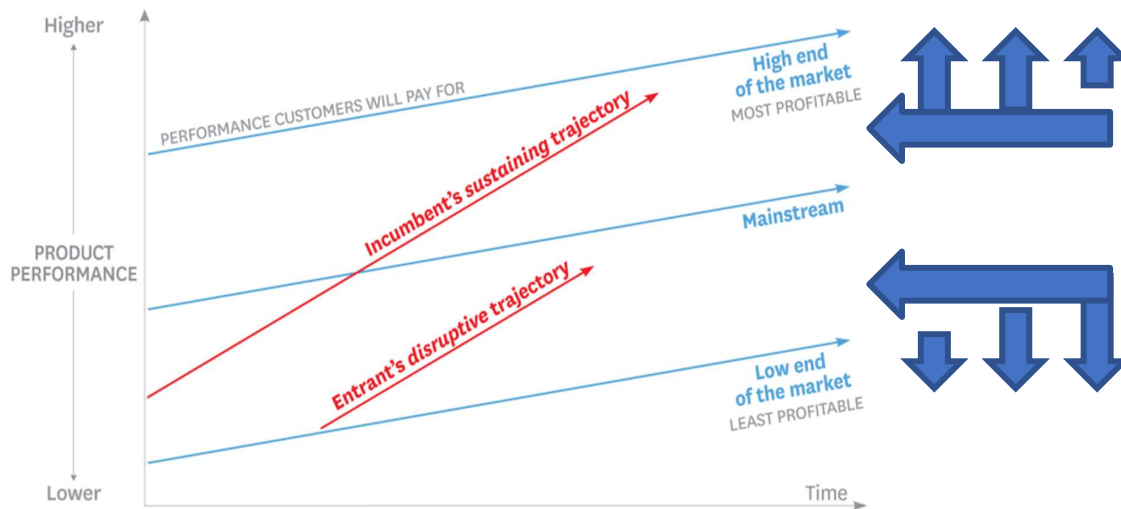 Higher
PERFORMANCE CUSTOMERS WILL PAY FOR
High end
of the market
MOST PROFITABLE
Incumbent's sustaining trajectory
Mainstream
PRODUCT
PERFORMANCE
Entrant's disruptive trajectory
Low end
of the market
LEAST PROFITABLE
Lower
Time